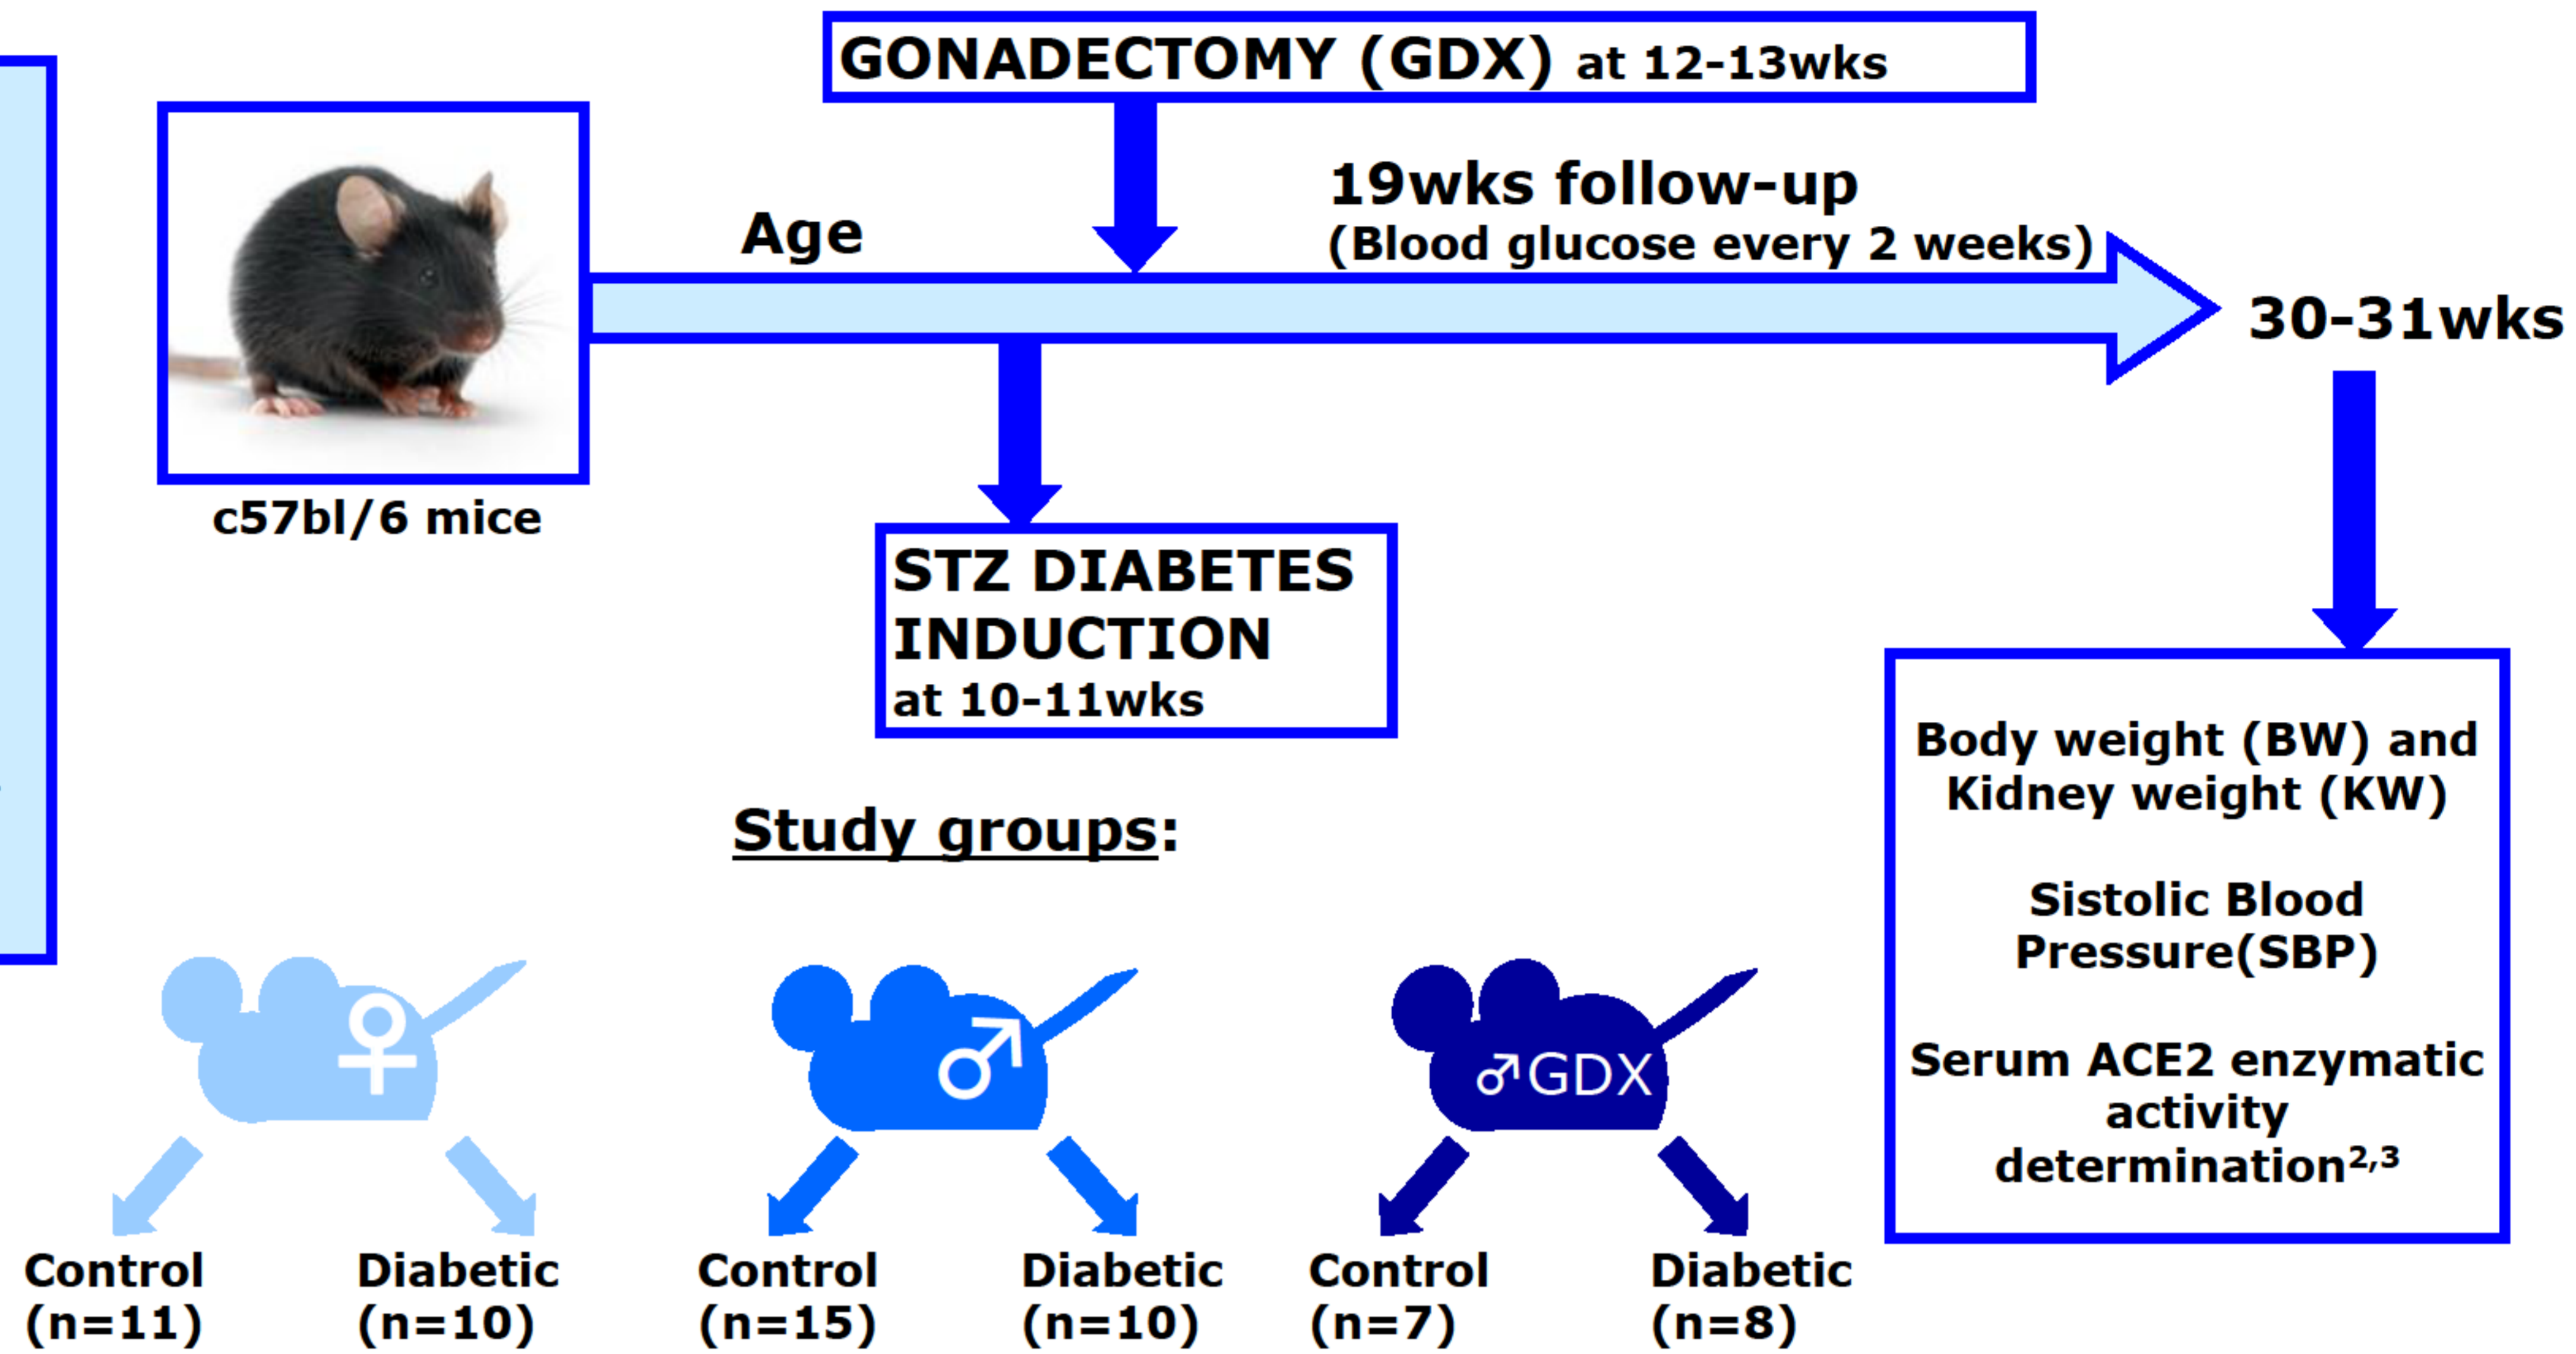 GONADECTOMY (GDX) at 12-13wks
19wks follow-up
(Blood glucose every 2 weeks)
Age
30-31wks
c57bl/6 mice
STZ DIABETES
INDUCTION
at 10-11wks
Body weight (BW) and
Kidney weight (KW)
Sistolic Blood
Pressure(SBP)
Serum ACE2 enzymatic
activity
determination2,3
Study groups:
♀
♂
♂GDX
Control
(n=11)
Diabetic
(n=10)
Control
(n=15)
Diabetic
(n=10)
Control
(n=7)
Diabetic
(n=8)